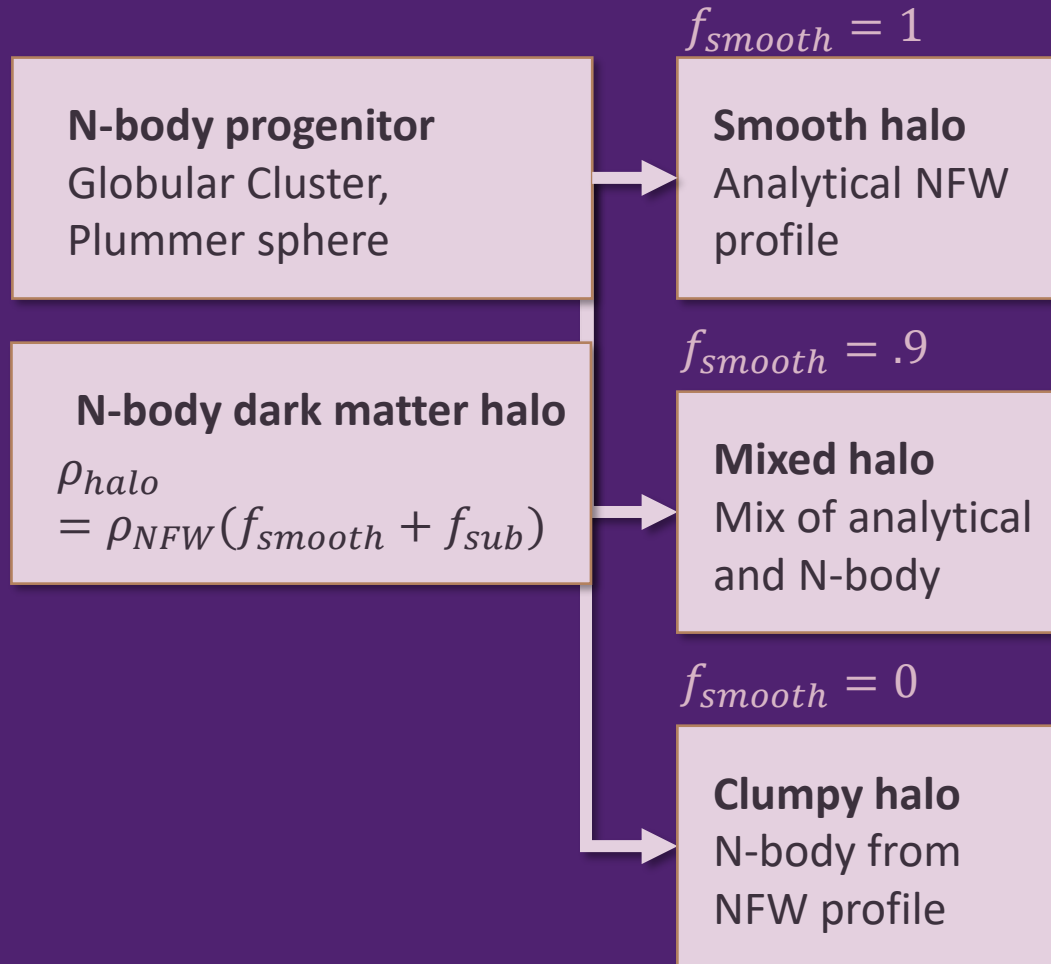 N-body progenitor
Globular Cluster,
Plummer sphere
N-body dark matter halo
ρ_halo
= ρ_NFW(f_smooth + f_sub)
f_smooth = 1
Smooth halo
Analytical NFW
profile
f_smooth = .9
Mixed halo
Mix of analytical
and N-body
f_smooth = 0
Clumpy halo
N-body from
NFW profile